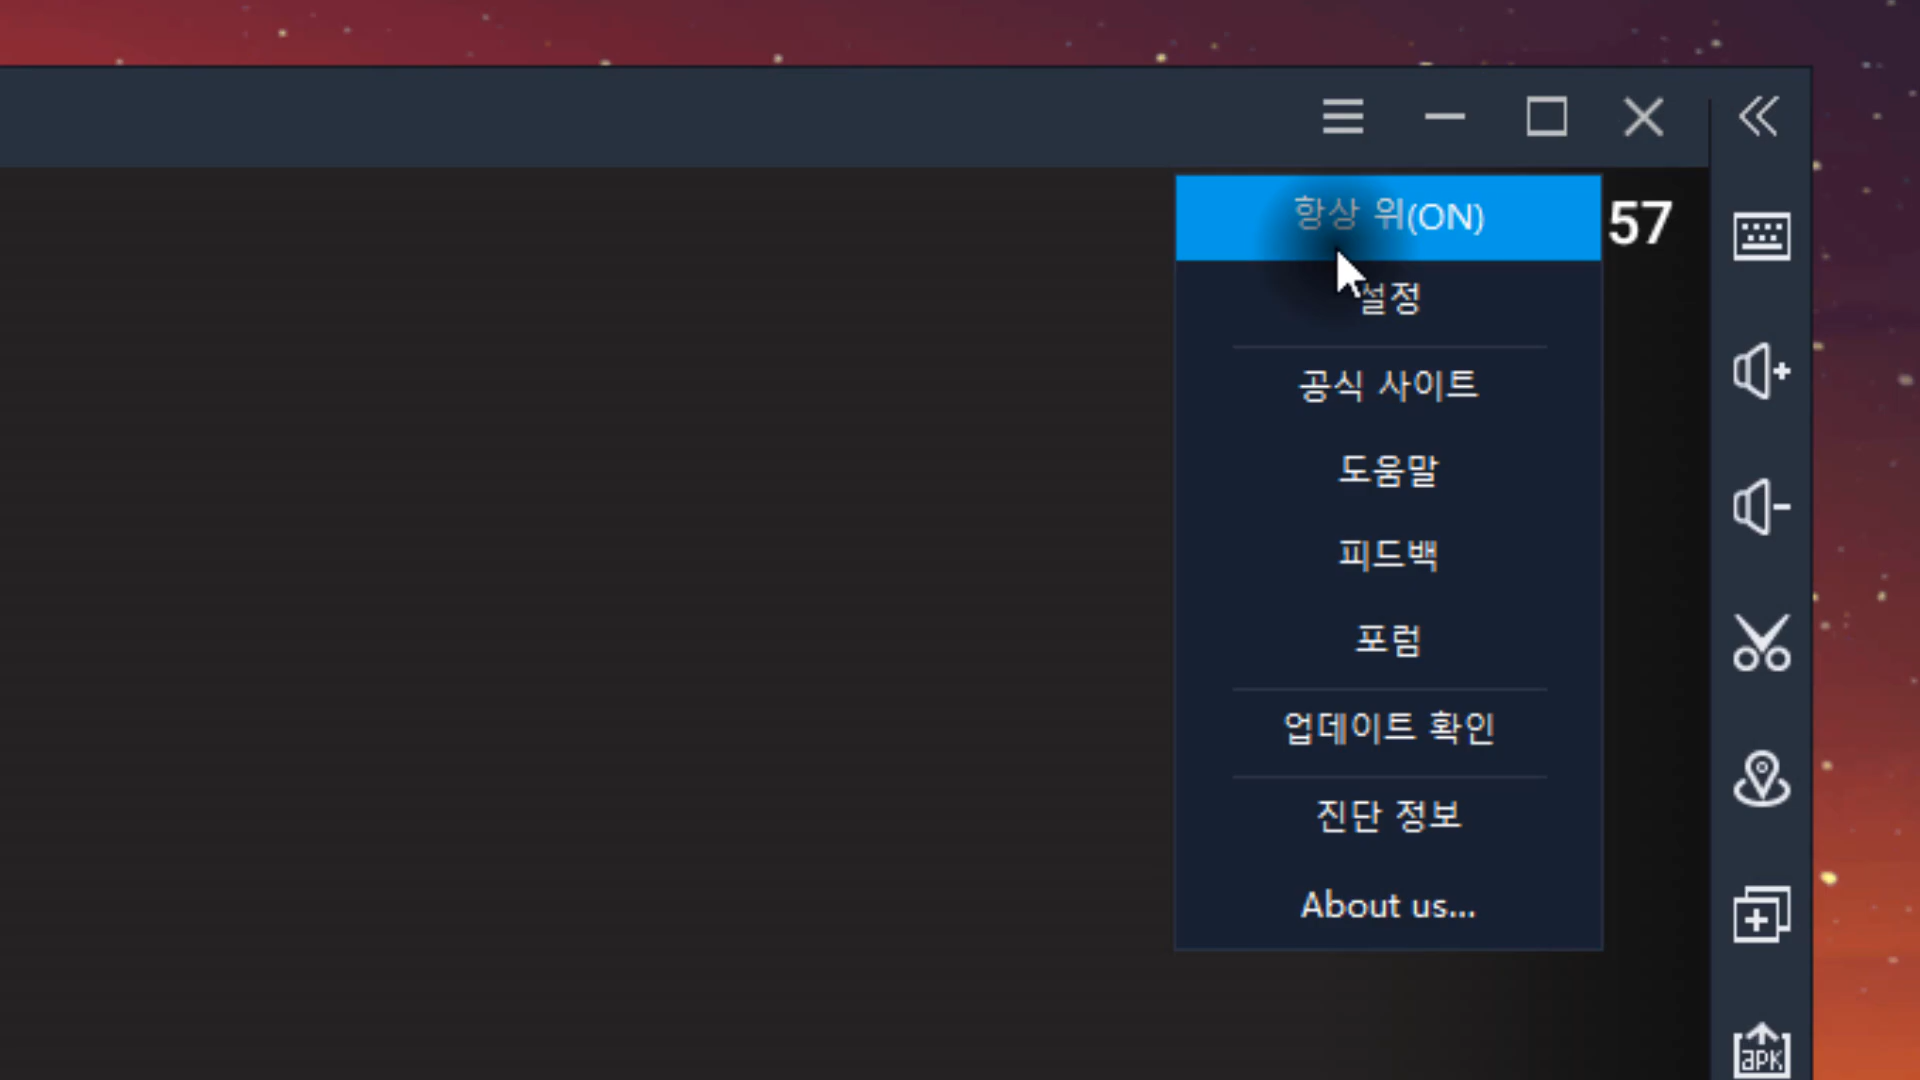 항상 위(ON)
57
설정
공식 사이트
도움말
피드백
포럼
업데이트 확인
진단 정보
About us...
APK